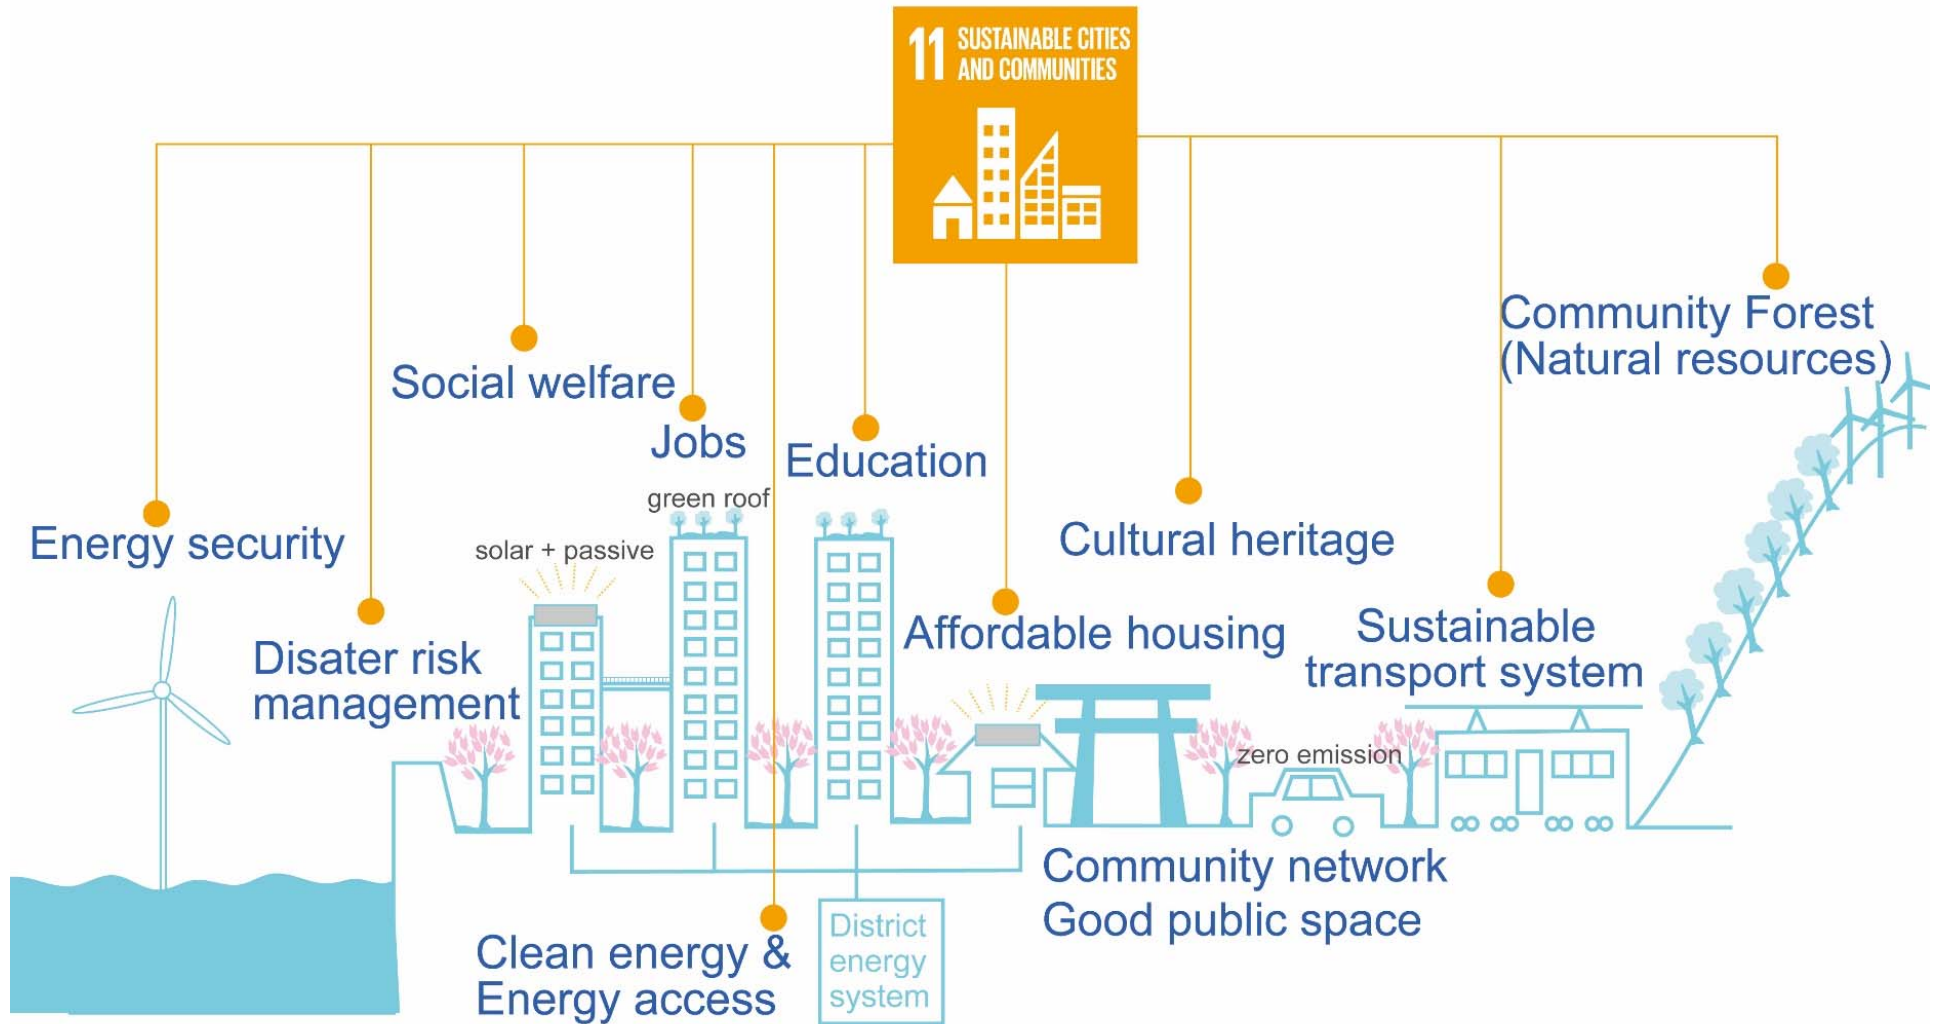 11 SUSTAINABLE CITIES
AND COMMUNITIES
Community Forest
(Natural resources)
Social welfare
Jobs
Education
green roof
Energy security
solar + passive
Cultural heritage
Disater risk
management
Affordable housing
Sustainable
transport system
zero emission
Community network
Good public space
Clean energy &
Energy access
District
energy
system